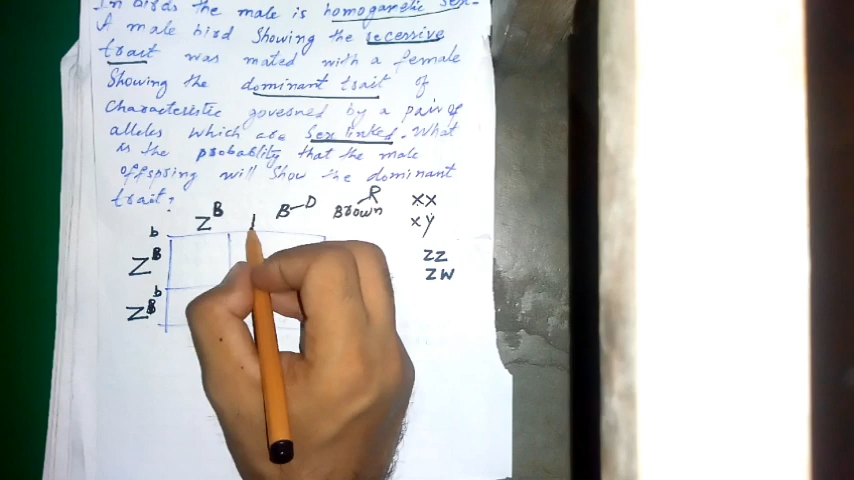 In birds the male is homogametic sex.
A male bird Showing the recessive
trait was mated with a female
Showing the dominant trait of
Characteristic governed by a pair of
alleles which are Sex linked. What
is the probability that the male
offspring will Show the dominant
trait?
B-D R Brown
XX
XY
ZZ
ZW
b Z^B
Z^B
b
Z